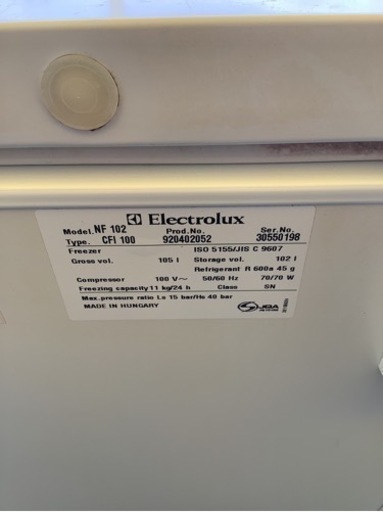 Electrolux
Model. NF 102 Prod.No. Ser.No.
Type. CFI 100 920402052 30550198
Freezer ISO 5155/JIS C 9607
Gross vol. 105 l Storage vol. 102 l
Refrigerant R 600a 45 g
Compressor 100 V~ 50/60 Hz 70/70 W
Freezing capacity 11 kg/24 h Class SN
Max.pressure ratio Ls 15 bar/Hs 40 bar
MADE IN HUNGARY
JQA